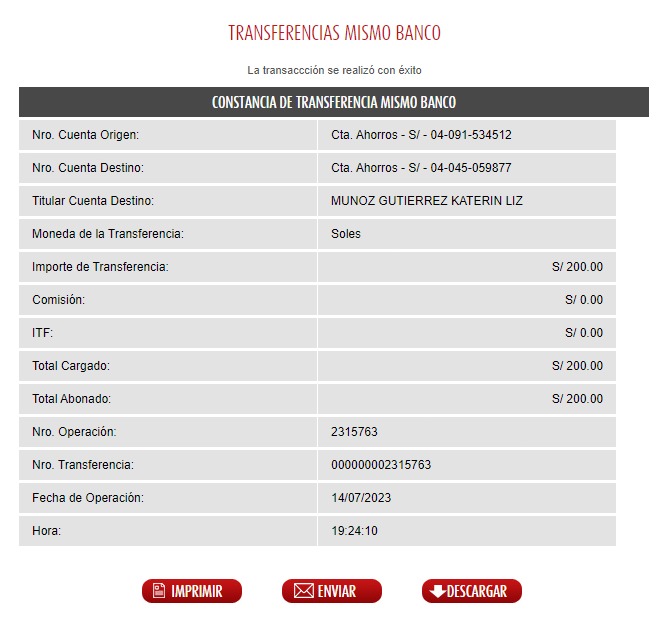 TRANSFERENCIAS MISMO BANCO
La transaccción se realizó con éxito
CONSTANCIA DE TRANSFERENCIA MISMO BANCO
Nro. Cuenta Origen: Cta. Ahorros - S/ - 04-091-534512
Nro. Cuenta Destino: Cta. Ahorros - S/ - 04-045-059877
Titular Cuenta Destino: MUNOZ GUTIERREZ KATERIN LIZ
Moneda de la Transferencia: Soles
Importe de Transferencia: S/ 200.00
Comisión: S/ 0.00
ITF: S/ 0.00
Total Cargado: S/ 200.00
Total Abonado: S/ 200.00
Nro. Operación: 2315763
Nro. Transferencia: 000000002315763
Fecha de Operación: 14/07/2023
Hora: 19:24:10
IMPRIMIR ENVIAR DESCARGAR